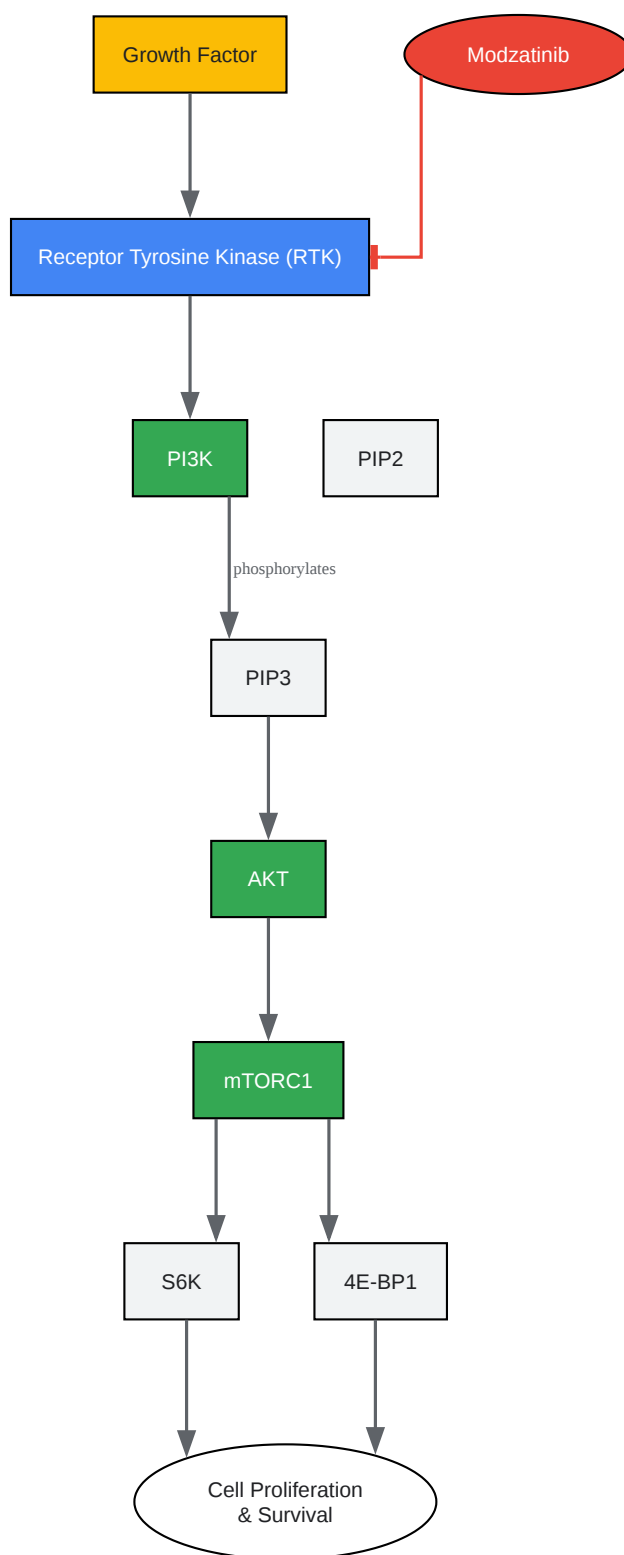 Growth Factor
Modzatinib
Receptor Tyrosine Kinase (RTK)
PI3K
PIP2
phosphorylates
PIP3
AKT
mTORC1
S6K
4E-BP1
Cell Proliferation
& Survival